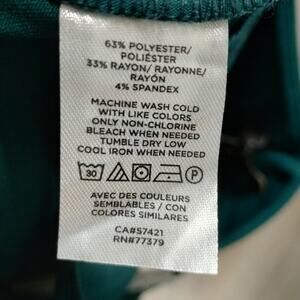 63% POLYESTER/
POLIÉSTER
33% RAYON/ RAYONNE/
RAYÓN
4% SPANDEX
MACHINE WASH COLD
WITH LIKE COLORS
ONLY NON-CHLORINE
BLEACH WHEN NEEDED
TUMBLE DRY LOW
COOL IRON WHEN NEEDED
30 P
AVEC DES COULEURS
SEMBLABLES / CON
COLORES SIMILARES
CA#57421
RN#77379